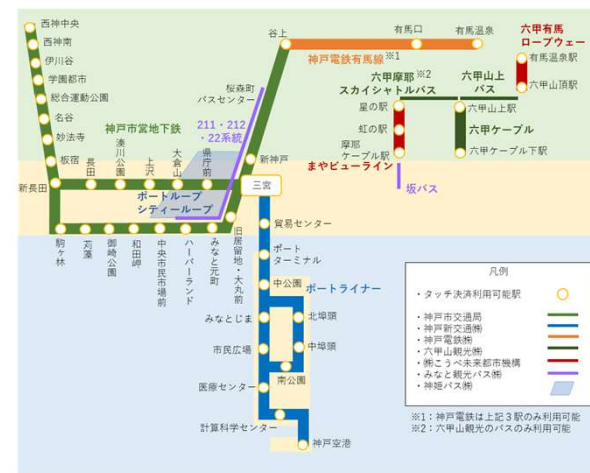 西神中央
西神南
伊川谷
学園都市
総合運動公園
名谷
妙法寺
板宿
新長田
長田
湊川公園
上沢
大倉山
県庁前
神戸市営地下鉄
211・212
・22系統
ポートループ
シティーループ
桜森町
バスセンター
谷上
有馬口
有馬温泉
神戸電鉄有馬線※1
新神戸
三宮
六甲有馬
ロープウェー
有馬温泉駅
六甲山頂駅
六甲摩耶※2
スカイシャトルバス
六甲山上
バス
星の駅
虹の駅
摩耶
ケーブル駅
まやビューライン
坂バス
六甲山上駅
六甲ケーブル
六甲ケーブル下駅
駒ヶ林
苅藻
御崎公園
和田岬
中央市民市場前
ハーバーランド
みなと元町
旧居留地・大丸前
貿易センター
ポート
ターミナル
中公園
ポートライナー
みなとじま
北埠頭
市民広場
中埠頭
南公園
医療センター
計算科学センター
神戸空港
凡例
・タッチ決済利用可能駅
・神戸市交通局
・神戸新交通㈱
・神戸電鉄㈱
・六甲山観光㈱
・㈱こうべ未来都市機構
・みなと観光バス㈱
・神姫バス㈱
※1：神戸電鉄は上記３駅のみ利用可能
※2：六甲山観光のバスのみ利用可能